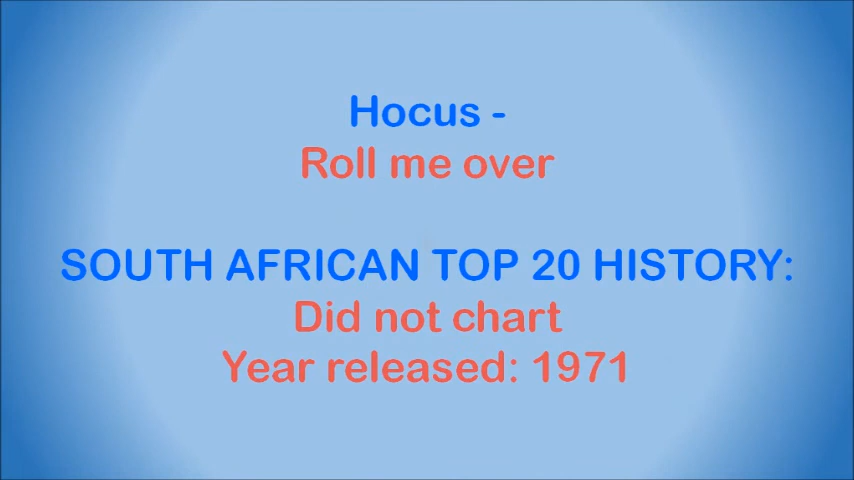 Hocus -
Roll me over
SOUTH AFRICAN TOP 20 HISTORY:
Did not chart
Year released: 1971